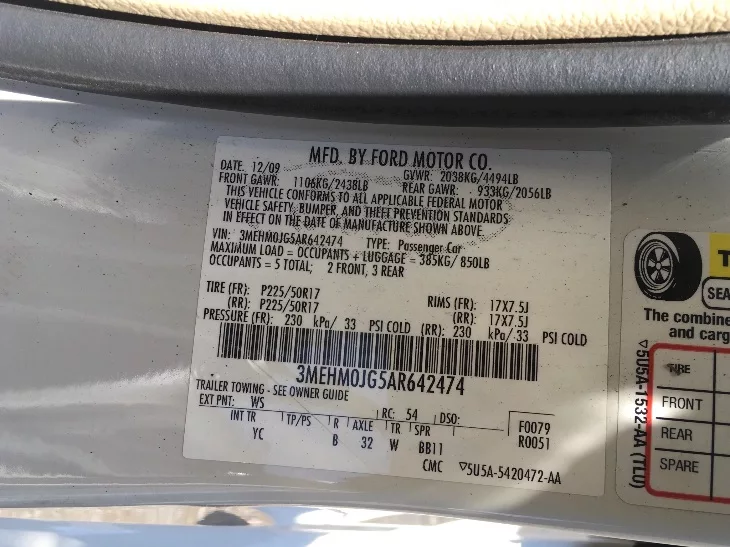 MFD. BY FORD MOTOR CO.
DATE. 12/09 GVWR: 2038KG/4494LB
FRONT GAWR: 1106KG/2438LB REAR GAWR: 933KG/2056LB
THIS VEHICLE CONFORMS TO ALL APPLICABLE FEDERAL MOTOR
VEHICLE SAFETY, BUMPER, AND THEFT PREVENTION STANDARDS
IN EFFECT ON THE DATE OF MANUFACTURE SHOWN ABOVE.
VIN: 3MEHM0JG5AR642474 TYPE: Passenger Car
MAXIMUM LOAD = OCCUPANTS + LUGGAGE = 385KG/ 850LB
OCCUPANTS = 5 TOTAL; 2 FRONT, 3 REAR
TIRE (FR): P225/50R17 RIMS (FR): 17X7.5J
(RR): P225/50R17 (RR): 17X7.5J
PRESSURE (FR): 230 kPa/ 33 PSI COLD (RR): 230 kPa/ 33 PSI COLD
3MEHM0JG5AR642474
TRAILER TOWING - SEE OWNER GUIDE
EXT PNT: WS RC: 54 DSO: F0079
INT TR TP/PS R AXLE TR SPR R0051
YC B 32 W BB11
CMC ▽5U5A-5420472-AA
T
SEA
The combine
and carg
TIRE
FRONT
REAR
SPARE
▽5U5A-1532-AA (TLU)